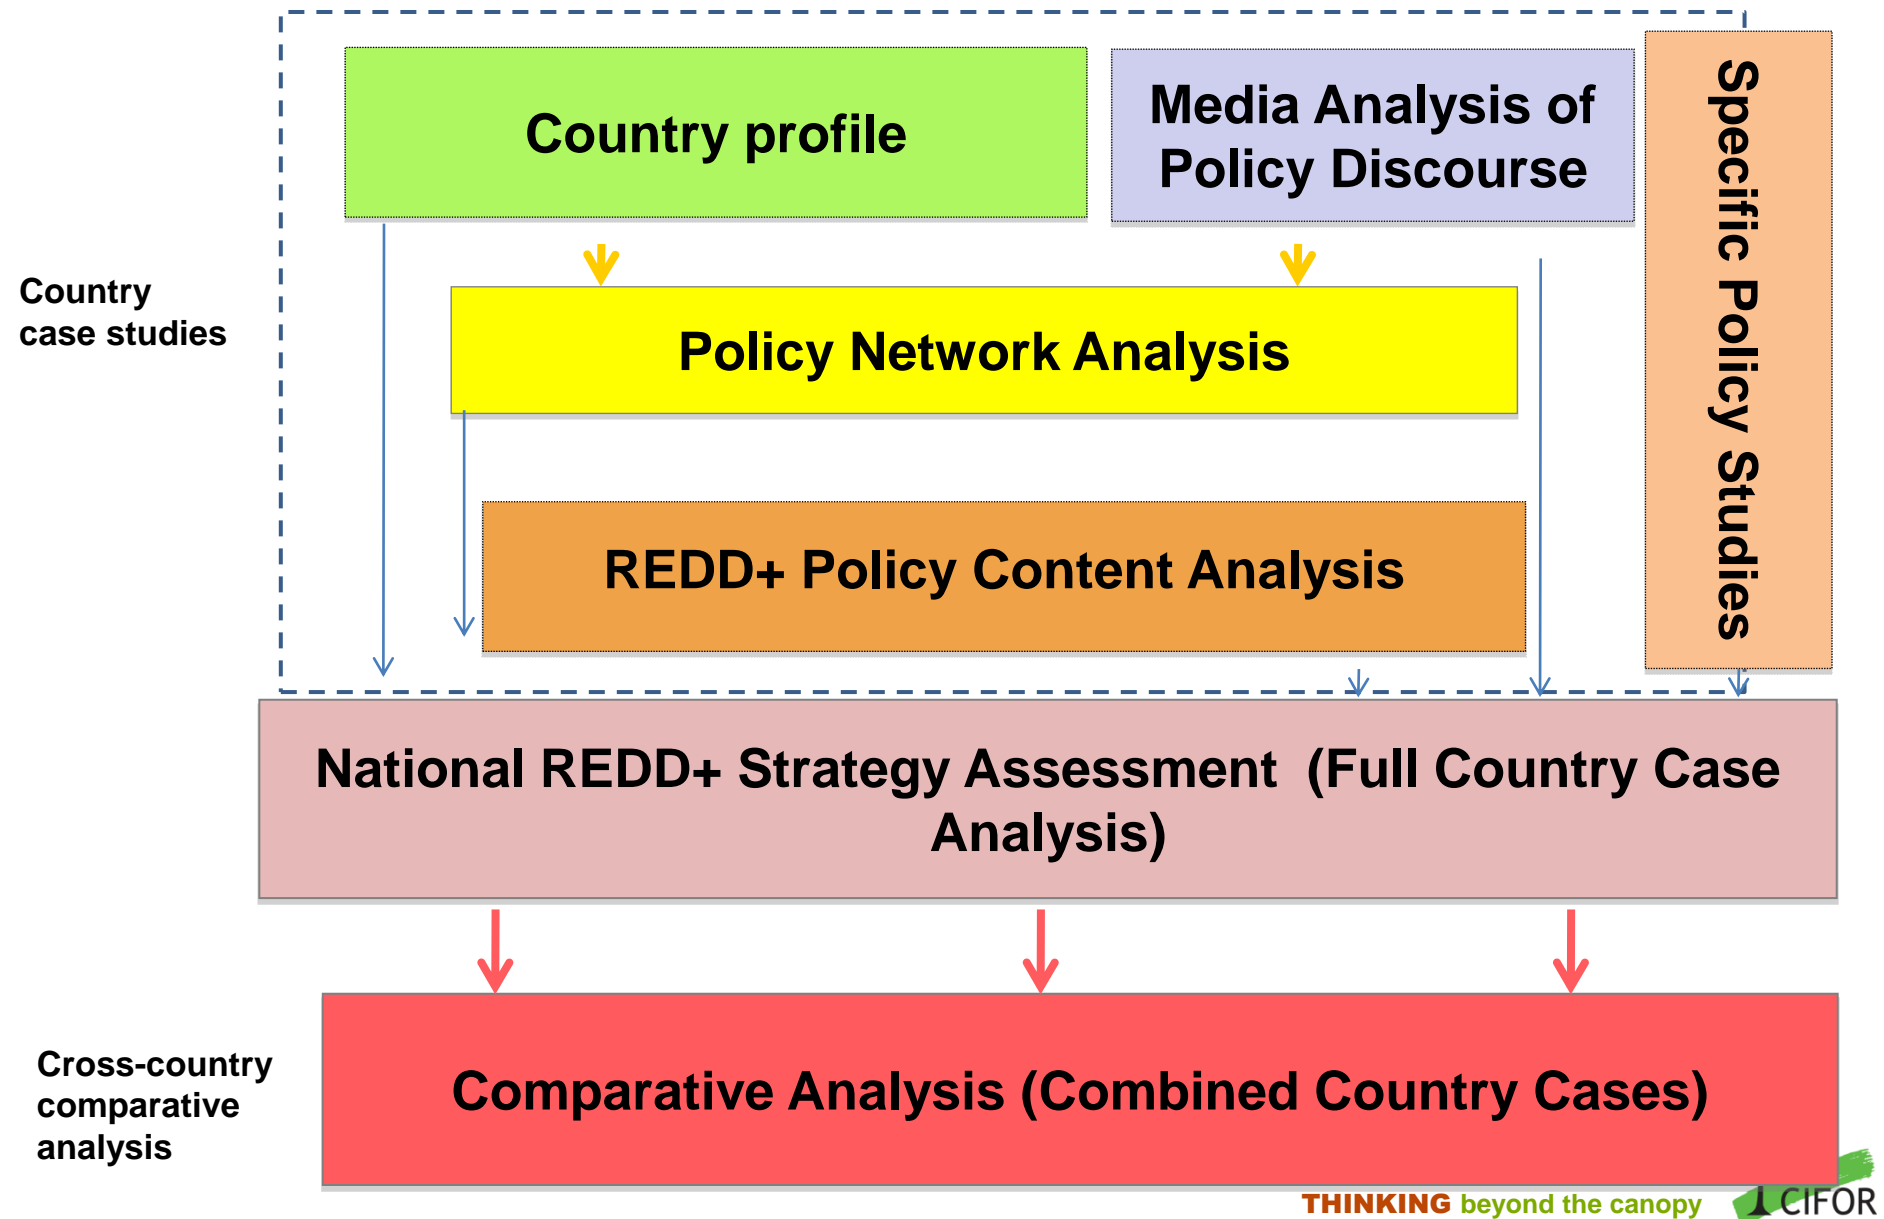 Country profile
Media Analysis of
Policy Discourse
Specific Policy Studies
Country
case studies
Policy Network Analysis
REDD+ Policy Content Analysis
National REDD+ Strategy Assessment  (Full Country Case
Analysis)
Cross-country
comparative
analysis
Comparative Analysis (Combined Country Cases)
THINKING beyond the canopy
CIFOR